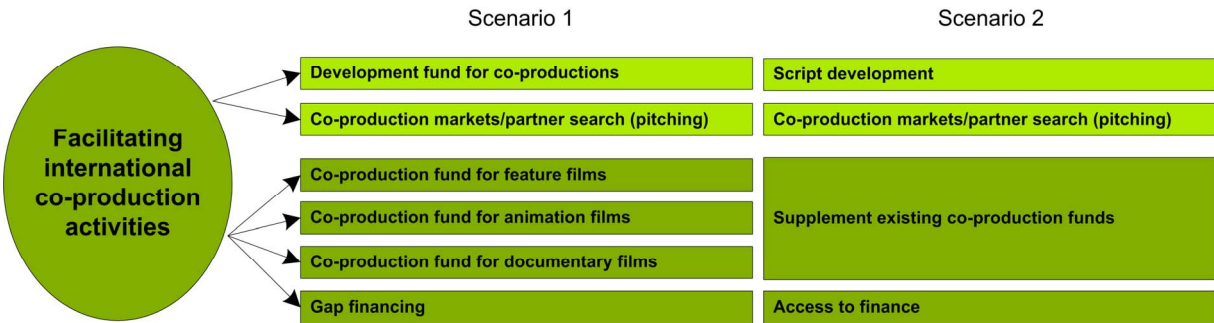 Scenario 1
Scenario 2
Facilitating
international
co-production
activities
Development fund for co-productions
Script development
Co-production markets/partner search (pitching)
Co-production markets/partner search (pitching)
Co-production fund for feature films
Co-production fund for animation films
Co-production fund for documentary films
Supplement existing co-production funds
Gap financing
Access to finance